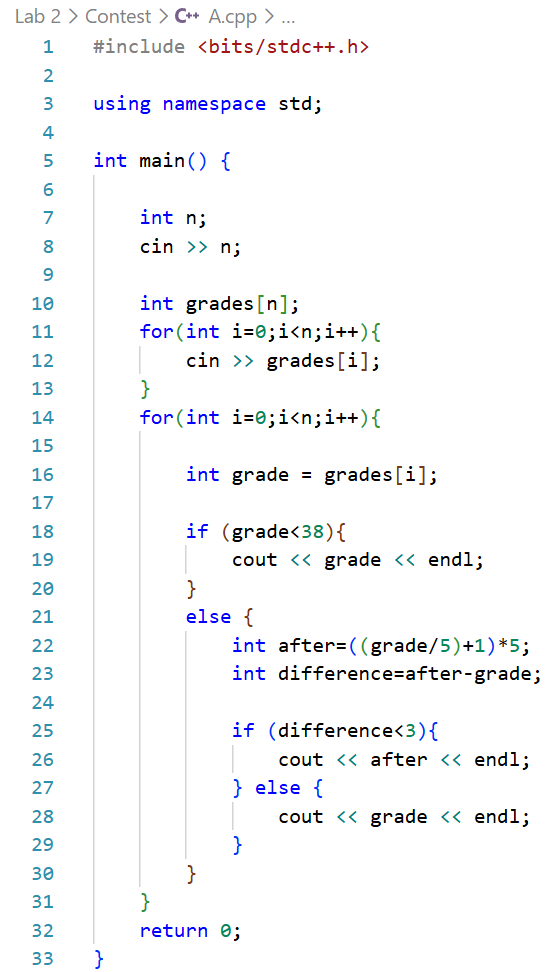 Lab 2 > Contest > C++ A.cpp > ...
1 #include <bits/stdc++.h>
2
3 using namespace std;
4
5 int main() {
6
7     int n;
8     cin >> n;
9
10     int grades[n];
11     for(int i=0;i<n;i++){
12         cin >> grades[i];
13     }
14     for(int i=0;i<n;i++){
15
16         int grade = grades[i];
17
18         if (grade<38){
19             cout << grade << endl;
20         }
21         else {
22             int after=((grade/5)+1)*5;
23             int difference=after-grade;
24
25             if (difference<3){
26                 cout << after << endl;
27             } else {
28                 cout << grade << endl;
29             }
30         }
31     }
32     return 0;
33 }